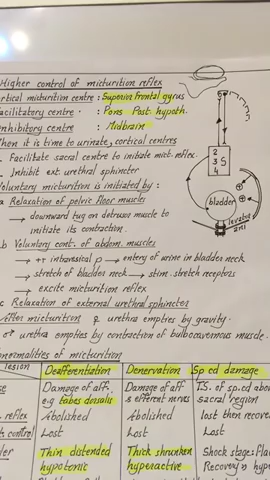 Higher control of micturition reflex
Cortical micturition centre : Superior frontal gyrus
Facilitatory centre : Pons Post hypoth.
Inhibitory centre : Midbrain
When it is time to urinate, cortical centres
Facilitate sacral centre to initiate mict. reflex.
Inhibit ext urethral sphincter
Voluntary micturition is initiated by :
a Relaxation of pelvic floor muscles
→ downward tug on detrusor muscle to
initiate its contraction.
b Voluntary cont. of abdom. muscles
→ ++ intravesical p → entery of urine in bladder neck
→ stretch of bladder neck → stim. stretch receptors
→ excite micturition reflex
c Relaxation of external urethral sphincter
After micturition ♀ urethra empties by gravity.
♂ urethra empties by contraction of bulbocavernous muscle.
2
3 S
4
bladder
levator
ani
⊕
⊕
Abnormalities of micturition
lesion Deafferentiation Denervation Sp cd damage
Damage of aff. Damage of aff T.S. of sp.cd above
e.g tabes dorsalis & efferent nerves sacral region
reflex Abolished Abolished lost then recover
control Lost Lost Lost
Thin distended Thick shrunken Shock stage:
hypotonic hyperactive Recovery